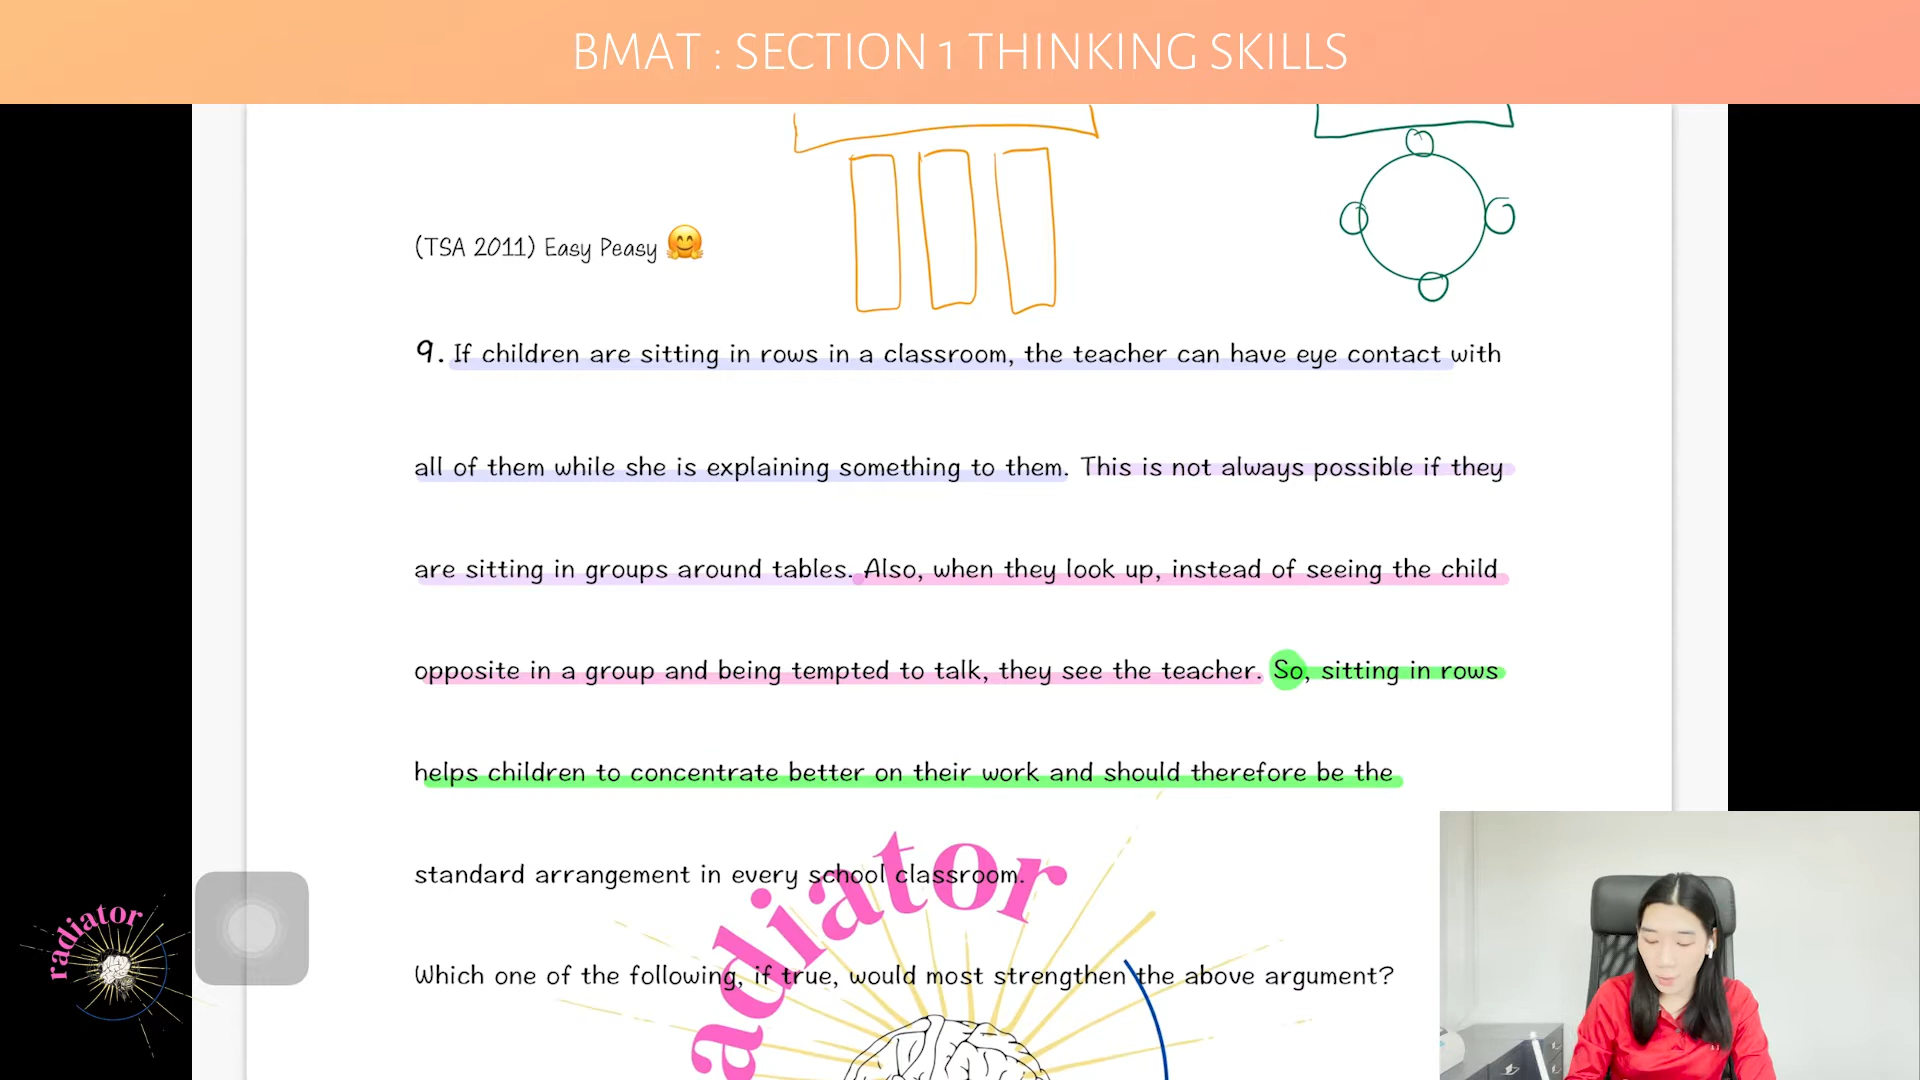 BMAT : SECTION 1 THINKING SKILLS
(TSA 2011) Easy Peasy 🤗
9. If children are sitting in rows in a classroom, the teacher can have eye contact with
all of them while she is explaining something to them. This is not always possible if they
are sitting in groups around tables. Also, when they look up, instead of seeing the child
opposite in a group and being tempted to talk, they see the teacher. So, sitting in rows
helps children to concentrate better on their work and should therefore be the
standard arrangement in every school classroom.
Which one of the following, if true, would most strengthen the above argument?
radiator
radiator